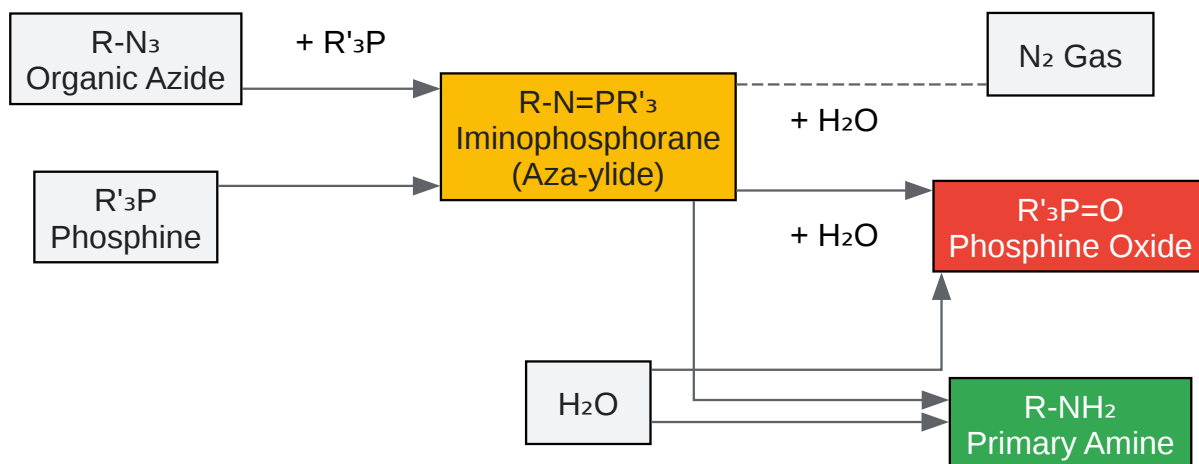 R-N₃
Organic Azide
+ R'₃P
N₂ Gas
R-N=PR'₃
Iminophosphorane
(Aza-ylide)
+ H₂O
R'₃P
Phosphine
+ H₂O
R'₃P=O
Phosphine Oxide
H₂O
R-NH₂
Primary Amine